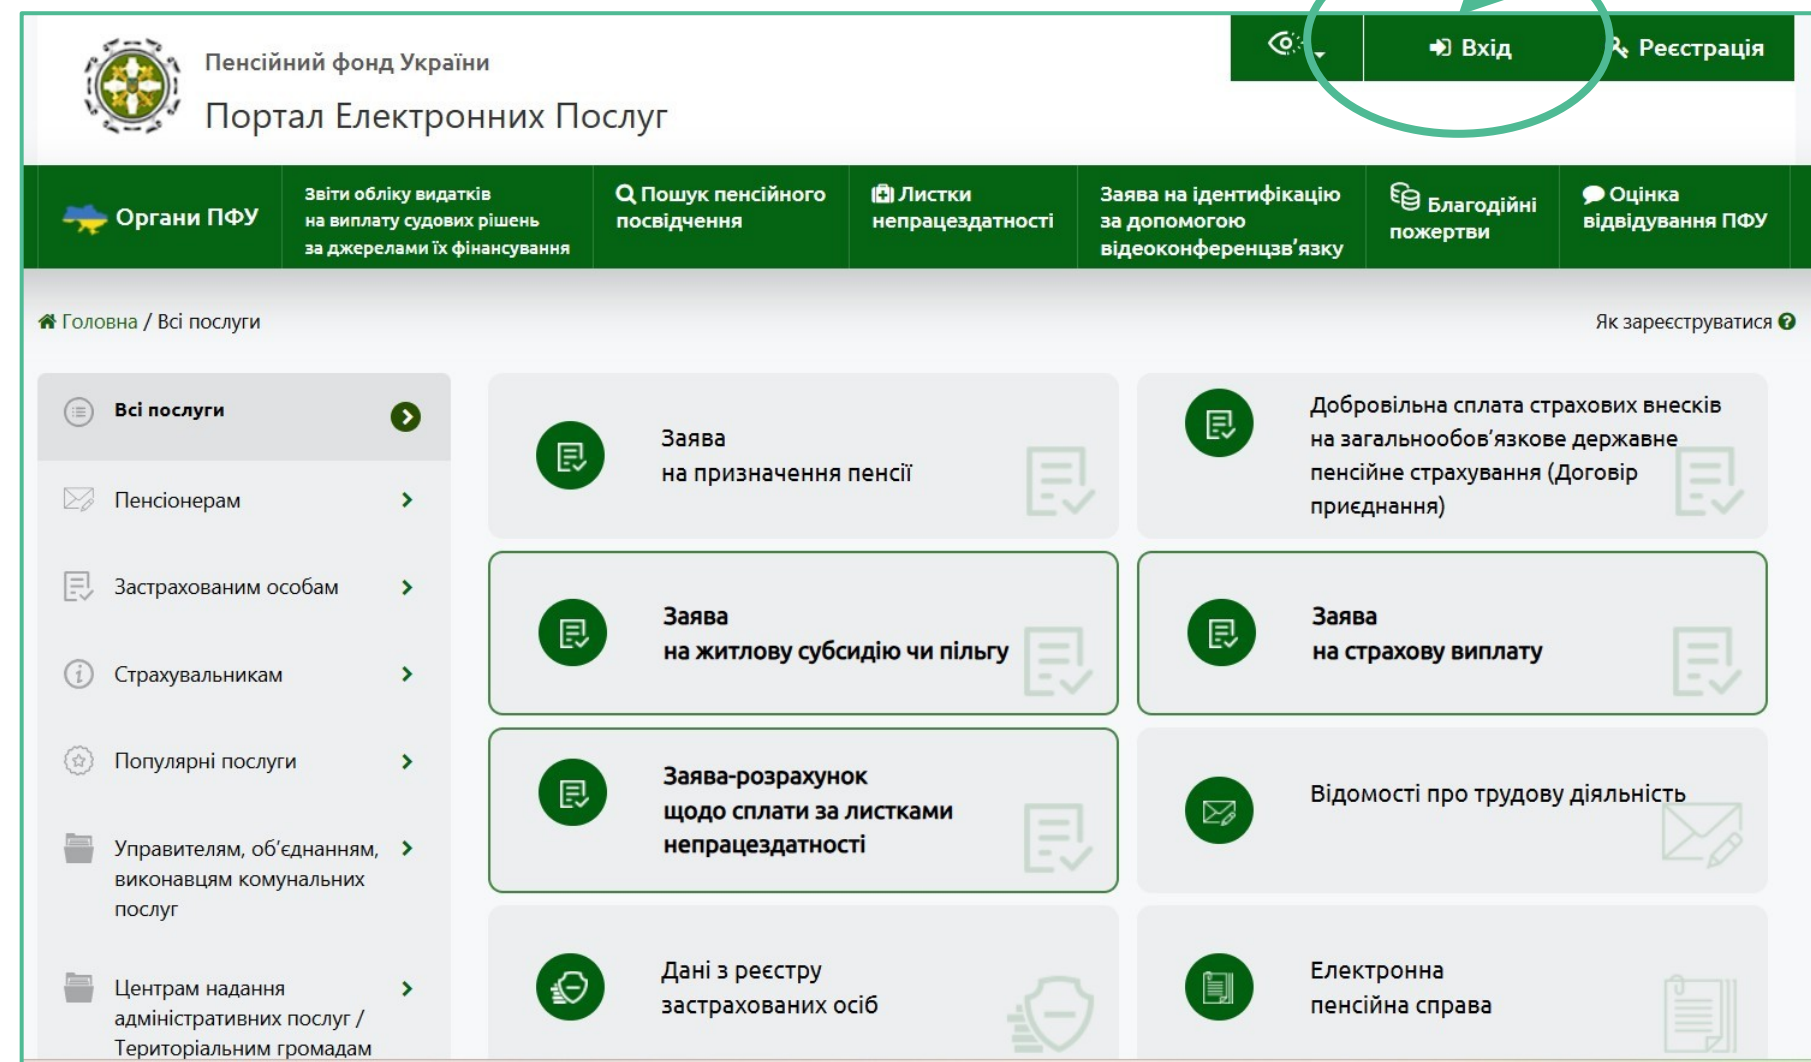 Пенсійний фонд України
Портал Електронних Послуг
Вхід
Реєстрація
Органи ПФУ
Звіти обліку видатків
на виплату судових рішень
за джерелами їх фінансування
Пошук пенсійного
посвідчення
Листки
непрацездатності
Заява на ідентифікацію
за допомогою
відеоконференцзв’язку
Благодійні
пожертви
Оцінка
відвідування ПФУ
Головна / Всі послуги
Як зареєструватися
Всі послуги
Пенсіонерам
Застрахованим особам
Страхувальникам
Популярні послуги
Управителям, об’єднанням,
виконавцям комунальних
послуг
Центрам надання
адміністративних послуг /
Територіальним громадам
Заява
на призначення пенсії
Добровільна сплата страхових внесків
на загальнообов’язкове державне
пенсійне страхування (Договір
приєднання)
Заява
на житлову субсидію чи пільгу
Заява
на страхову виплату
Заява-розрахунок
щодо сплати за листками
непрацездатності
Відомості про трудову діяльність
Дані з реєстру
застрахованих осіб
Електронна
пенсійна справа